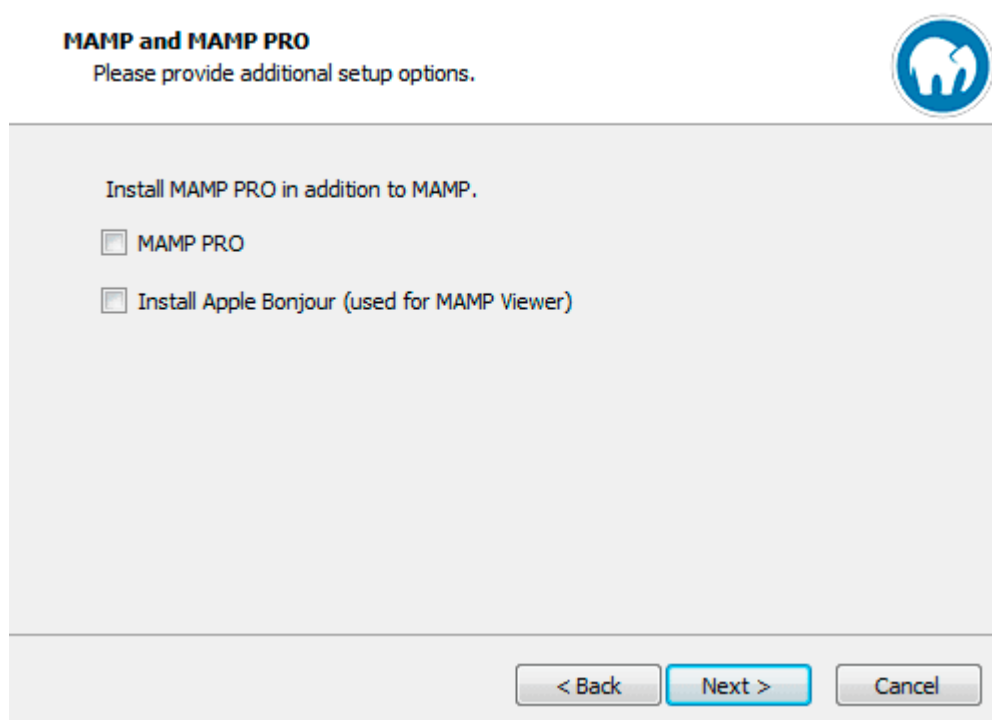 MAMP and MAMP PRO
Please provide additional setup options.
Install MAMP PRO in addition to MAMP.
MAMP PRO
Install Apple Bonjour (used for MAMP Viewer)
< Back
Next >
Cancel